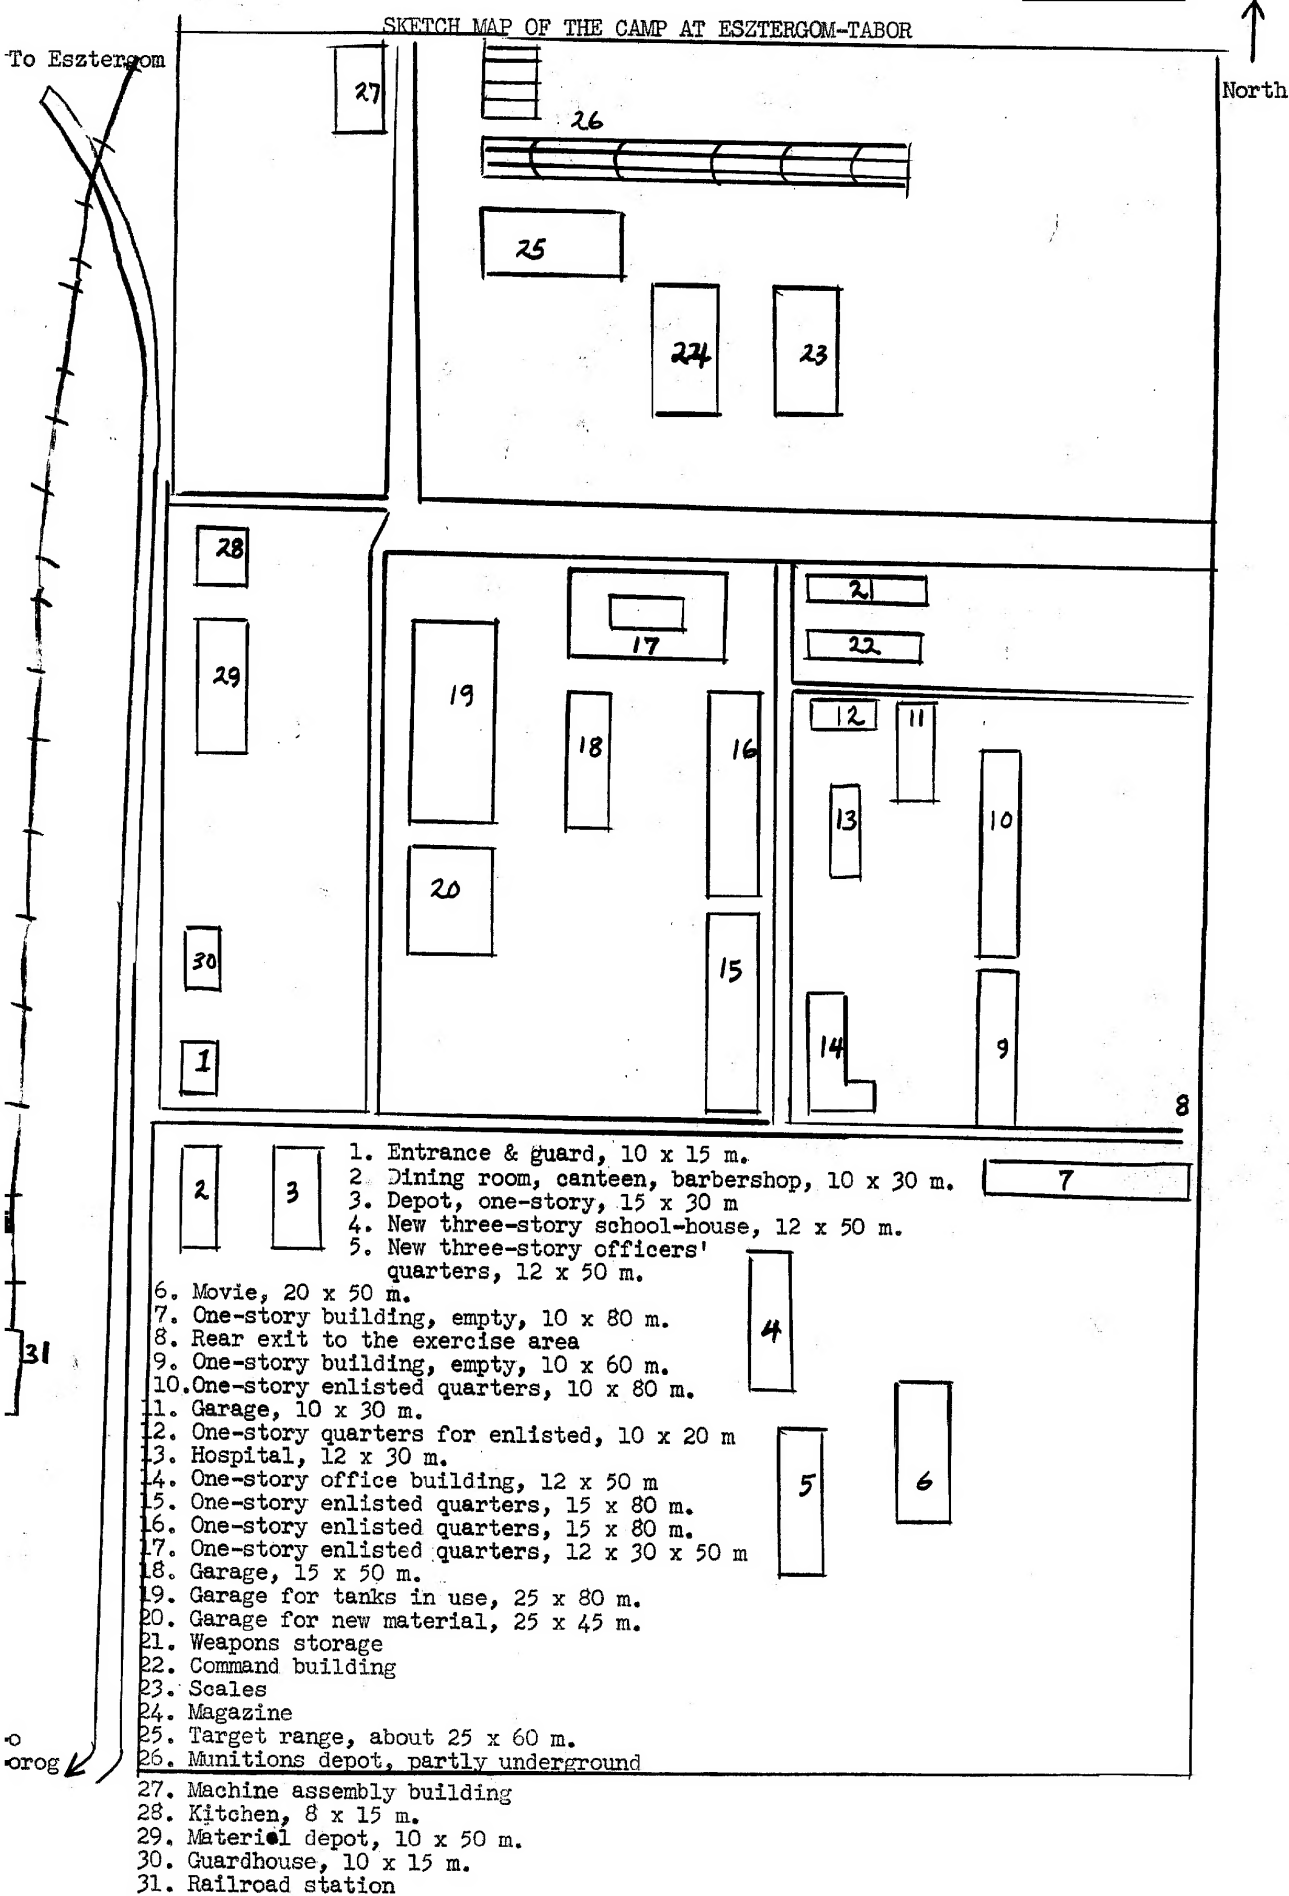 SKETCH MAP OF THE CAMP AT ESZTERGOM-TABOR
To Esztergom
North
27
26
25
24
23
28
21
17
22
29
19
12
11
18
16
10
13
20
30
15
14
9
1
8
2
3
7
1. Entrance & guard, 10 x 15 m.
2 Dining room, canteen, barbershop, 10 x 30 m.
3. Depot, one-story, 15 x 30 m
4. New three-story school-house, 12 x 50 m.
5. New three-story officers'
quarters, 12 x 50 m.
4
31
5
6
6. Movie, 20 x 50 m.
7. One-story building, empty, 10 x 80 m.
8. Rear exit to the exercise area
9. One-story building, empty, 10 x 60 m.
10.One-story enlisted quarters, 10 x 80 m.
11. Garage, 10 x 30 m.
12. One-story quarters for enlisted, 10 x 20 m
13. Hospital, 12 x 30 m.
14. One-story office building, 12 x 50 m
15. One-story enlisted quarters, 15 x 80 m.
16. One-story enlisted quarters, 15 x 80 m.
17. One-story enlisted quarters, 12 x 30 x 50 m
18. Garage, 15 x 50 m.
19. Garage for tanks in use, 25 x 80 m.
20. Garage for new material, 25 x 45 m.
21. Weapons storage
22. Command building
23. Scales
24. Magazine
25. Target range, about 25 x 60 m.
26. Munitions depot, partly underground
27. Machine assembly building
28. Kitchen, 8 x 15 m.
29. Material depot, 10 x 50 m.
30. Guardhouse, 10 x 15 m.
31. Railroad station
o
orog